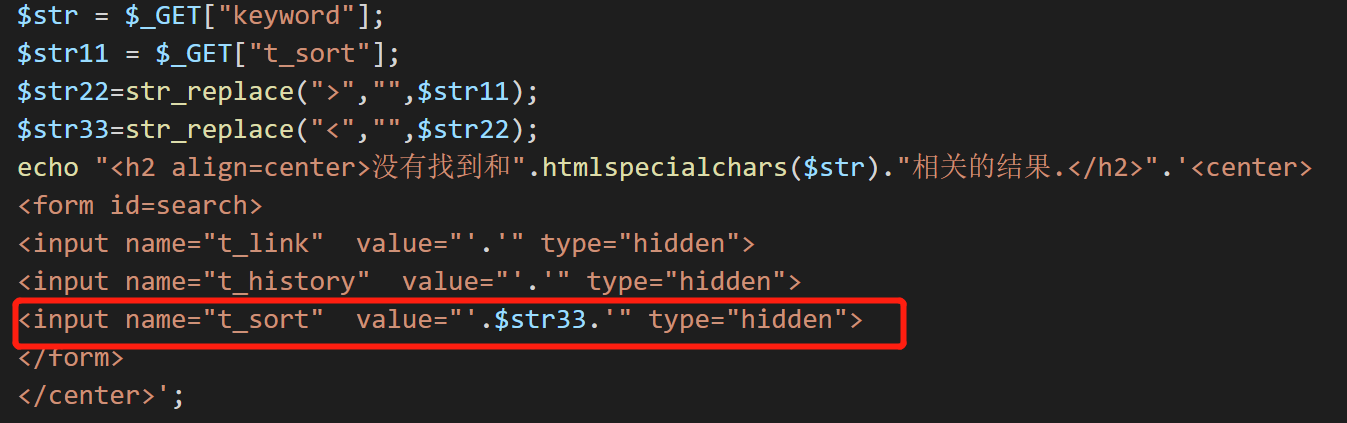 $str = $_GET["keyword"];
$str11 = $_GET["t_sort"];
$str22=str_replace(">","",$str11);
$str33=str_replace("<","",$str22);
echo "<h2 align=center>没有找到和".htmlspecialchars($str)."相关的结果.</h2>".'<center>
<form id=search>
<input name="t_link"  value="'.'" type="hidden">
<input name="t_history"  value="'.'" type="hidden">
<input name="t_sort"  value="'.$str33.'" type="hidden">
</form>
</center>';